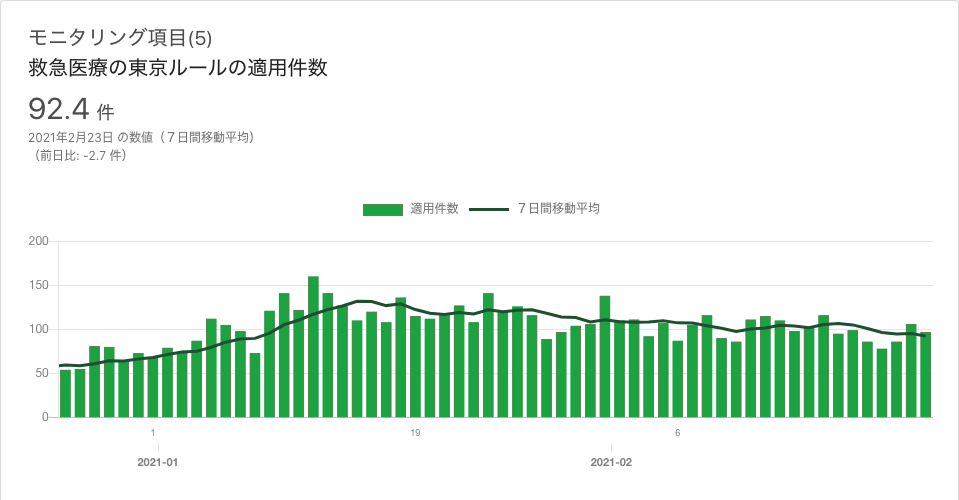 モニタリング項目(5)
救急医療の東京ルールの適用件数
92.4 件
2021年2月23日 の数値（７日間移動平均）
（前日比: -2.7 件）
適用件数 ７日間移動平均
200
150
100
50
0
1 19 6
2021-01 2021-02